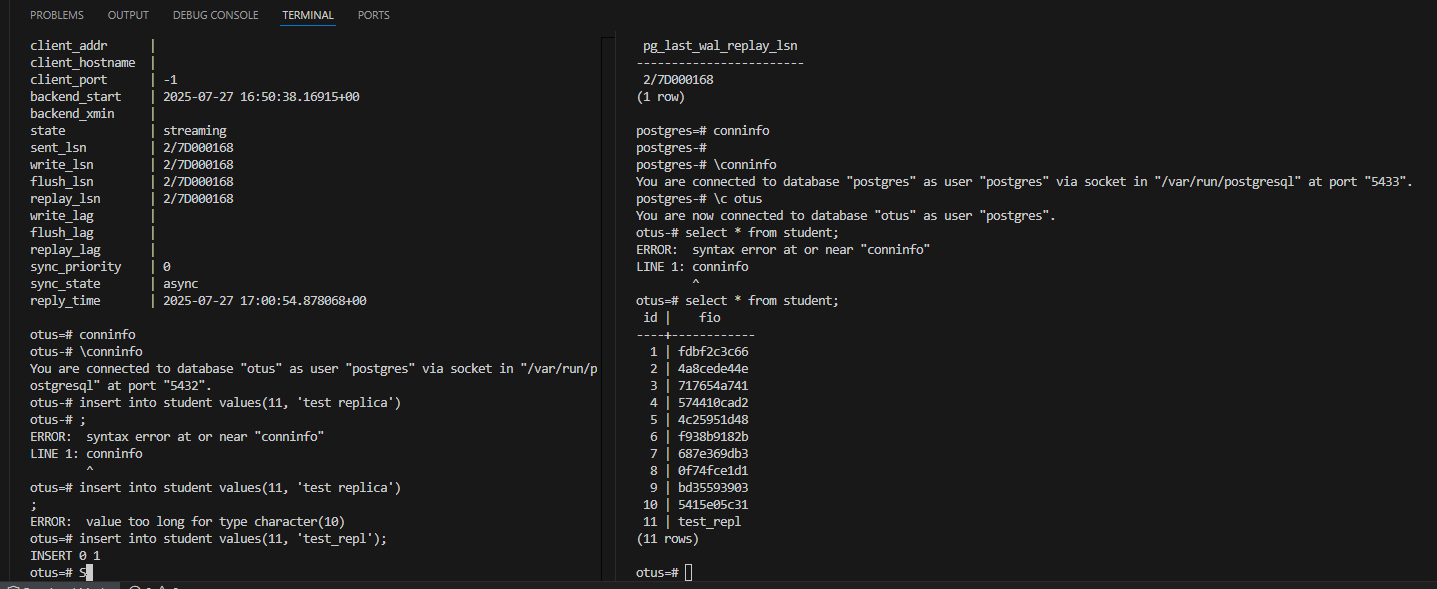 PROBLEMS OUTPUT DEBUG CONSOLE TERMINAL PORTS
client_addr |
client_hostname |
client_port | -1
backend_start | 2025-07-27 16:50:38.16915+00
backend_xmin |
state | streaming
sent_lsn | 2/7D000168
write_lsn | 2/7D000168
flush_lsn | 2/7D000168
replay_lsn | 2/7D000168
write_lag |
flush_lag |
replay_lag |
sync_priority | 0
sync_state | async
reply_time | 2025-07-27 17:00:54.878068+00
otus=# conninfo
otus-# \conninfo
You are connected to database "otus" as user "postgres" via socket in "/var/run/p
ostgresql" at port "5432".
otus-# insert into student values(11, 'test replica')
otus-# ;
ERROR:  syntax error at or near "conninfo"
LINE 1: conninfo
        ^
otus=# insert into student values(11, 'test replica')
;
ERROR:  value too long for type character(10)
otus=# insert into student values(11, 'test_repl');
INSERT 0 1
otus=# S
pg_last_wal_replay_lsn
------------------------
2/7D000168
(1 row)
postgres=# conninfo
postgres-#
postgres-# \conninfo
You are connected to database "postgres" as user "postgres" via socket in "/var/run/postgresql" at port "5433".
postgres-# \c otus
You are now connected to database "otus" as user "postgres".
otus-# select * from student;
ERROR:  syntax error at or near "conninfo"
LINE 1: conninfo
        ^
otus=# select * from student;
id | fio
----+------------
1 | fdbf2c3c66
2 | 4a8cede44e
3 | 717654a741
4 | 574410cad2
5 | 4c25951d48
6 | f938b9182b
7 | 687e369db3
8 | 0f74fce1d1
9 | bd35593903
10 | 5415e05c31
11 | test_repl
(11 rows)
otus=#